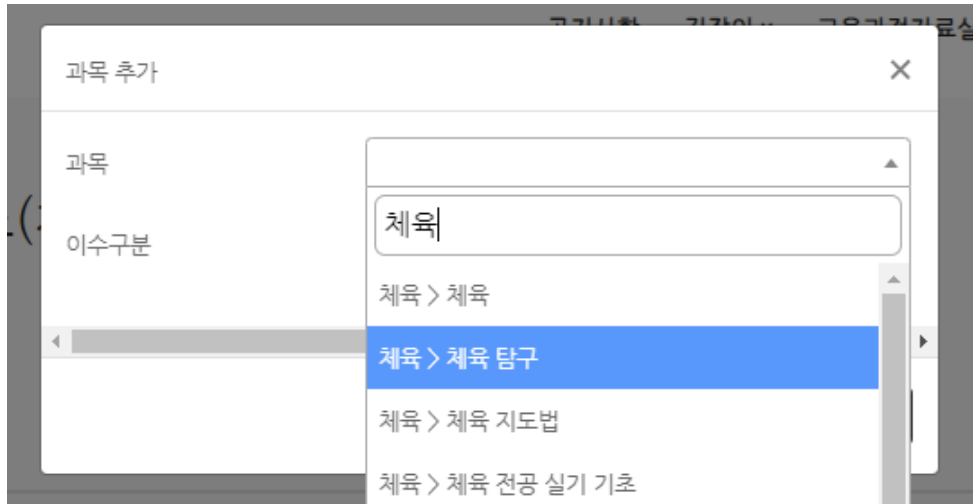 과목 추가
×
과목
체육
이수구분
체육 > 체육
체육 > 체육 탐구
체육 > 체육 지도법
체육 > 체육 전공 실기 기초